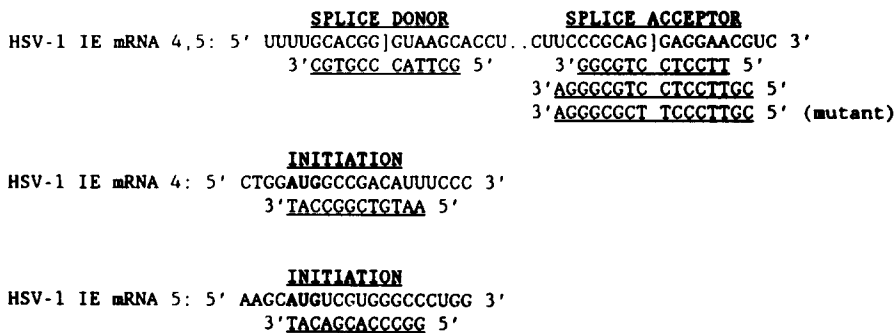 SPLICE DONOR SPLICE ACCEPTOR
HSV-1 IE mRNA 4,5: 5' UUUUGCACGG]GUAAGCACCU..CUUCCCGCAG]GAGGAACGUC 3'
3'CGTGCC CATTCG 5' 3'GGCGTC CTCCTT 5'
3'AGGGCGTC CTCCTTGC 5'
3'AGGGCGCT TCCCTTGC 5' (mutant)
INITIATION
HSV-1 IE mRNA 4: 5' CUGGAUGGCCGACAUUUCCC 3'
3'TACCGGCTGTAA 5'
INITIATION
HSV-1 IE mRNA 5: 5' AAGCAUGUCGUGGGCCCUGG 3'
3'TACAGCACCCGG 5'